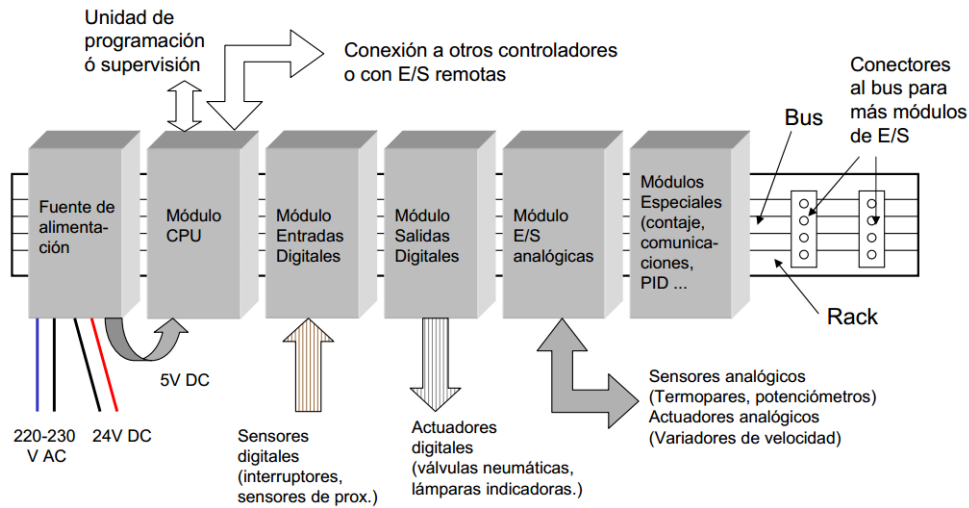 Unidad de
programación
ó supervisión
Conexión a otros controladores
o con E/S remotas
Conectores
al bus para
más módulos
de E/S
Bus
Fuente de
alimenta-
ción
Módulo
CPU
Módulo
Entradas
Digitales
Módulo
Salidas
Digitales
Módulo
E/S
analógicas
Módulos
Especiales
(contaje,
comunica-
ciones,
PID ...
Rack
5V DC
220-230
V AC
24V DC
Sensores
digitales
(interruptores,
sensores de prox.)
Actuadores
digitales
(válvulas neumáticas,
lámparas indicadoras.)
Sensores analógicos
(Termopares, potenciómetros)
Actuadores analógicos
(Variadores de velocidad)